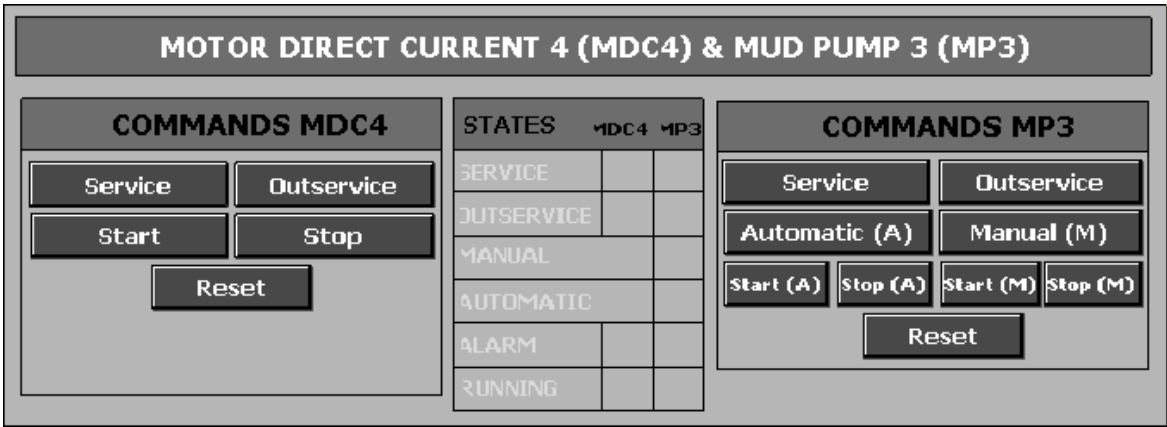 MOTOR DIRECT CURRENT 4 (MDC4) & MUD PUMP 3 (MP3)
COMMANDS MDC4
Service Outservice
Start Stop
Reset
STATES MDC4 MP3
SERVICE
OUTSERVICE
MANUAL
AUTOMATIC
ALARM
RUNNING
COMMANDS MP3
Service Outservice
Automatic (A) Manual (M)
Start (A) Stop (A) Start (M) Stop (M)
Reset